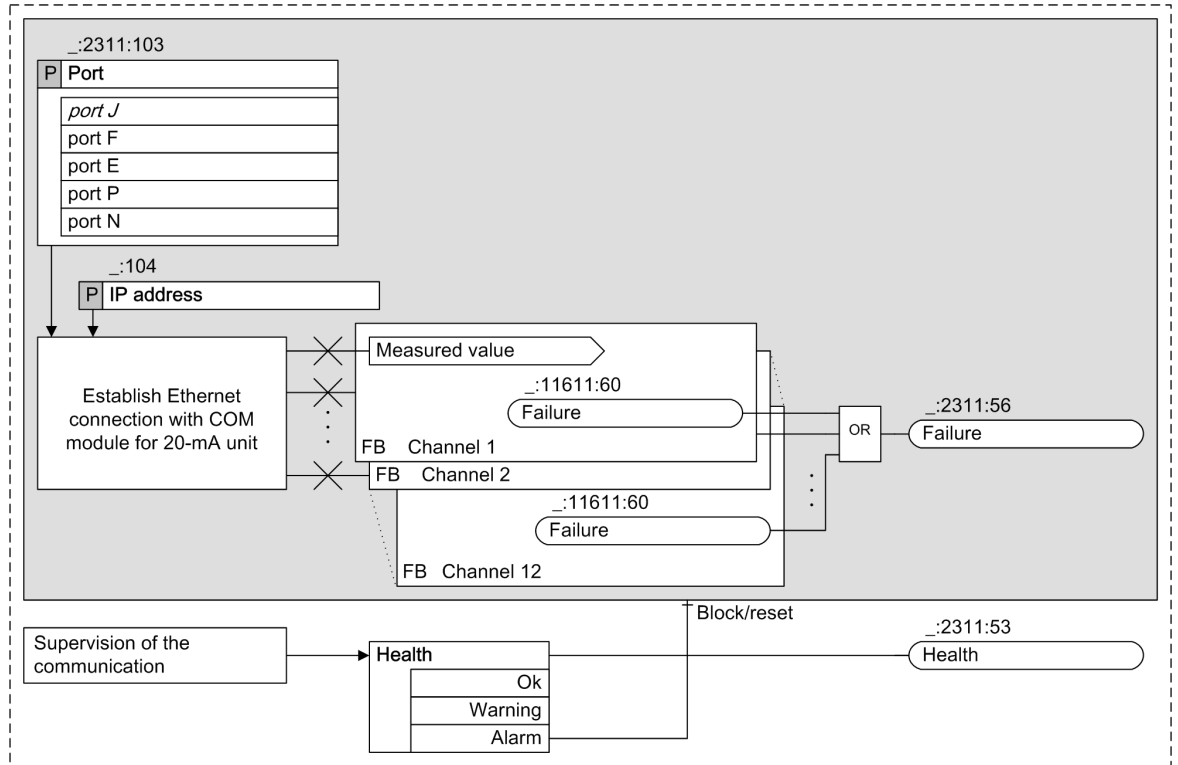 _:2311:103
P Port
port J
port F
port E
port P
port N
_:104
P IP address
Establish Ethernet
connection with COM
module for 20-mA unit
Measured value
_:11611:60
Failure
FB Channel 1
FB Channel 2
_:11611:60
Failure
FB Channel 12
OR
_:2311:56
Failure
Block/reset
Supervision of the
communication
Health
Ok
Warning
Alarm
_:2311:53
Health